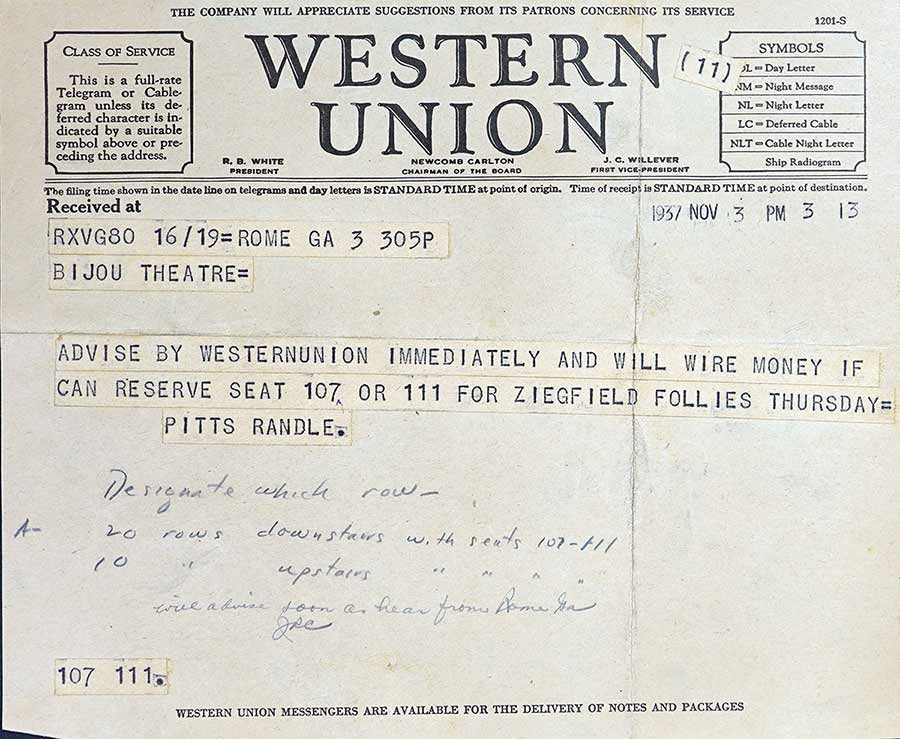 THE COMPANY WILL APPRECIATE SUGGESTIONS FROM ITS PATRONS CONCERNING ITS SERVICE
1201-S
CLASS OF SERVICE
This is a full-rate
Telegram or Cable-
gram unless its de-
ferred character is in-
dicated by a suitable
symbol above or pre-
ceding the address.
WESTERN
UNION
(11)
R. B. WHITE
PRESIDENT
NEWCOMB CARLTON
CHAIRMAN OF THE BOARD
J. C. WILLEVER
FIRST VICE-PRESIDENT
SYMBOLS
DL = Day Letter
NM = Night Message
NL = Night Letter
LC = Deferred Cable
NLT = Cable Night Letter
Ship Radiogram
The filing time shown in the date line on telegrams and day letters is STANDARD TIME at point of origin. Time of receipt is STANDARD TIME at point of destination.
Received at
1937 NOV 3 PM 3 13
RXVG80 16/19=ROME GA 3 305P
BIJOU THEATRE=
ADVISE BY WESTERNUNION IMMEDIATELY AND WILL WIRE MONEY IF
CAN RESERVE SEAT 107 OR 111 FOR ZIEGFIELD FOLLIES THURSDAY=
PITTS RANDLE.
Designate which row-
A- 20 rows downstairs with seats 107-111
10 " upstairs " " " "
will advise soon as hear from Rome Ga
JRC
107 111.
WESTERN UNION MESSENGERS ARE AVAILABLE FOR THE DELIVERY OF NOTES AND PACKAGES